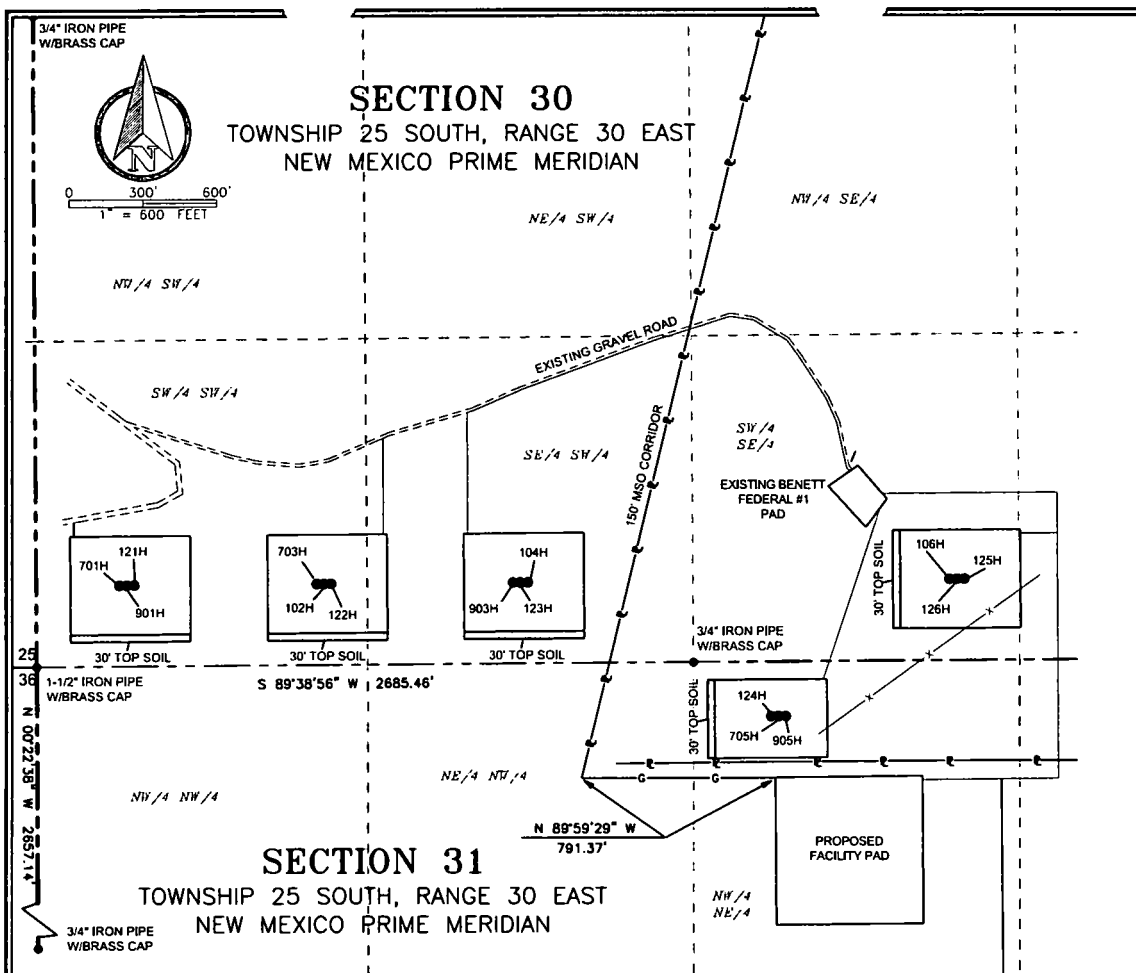 3/4" IRON PIPE
W/BRASS CAP
SECTION 30
TOWNSHIP 25 SOUTH, RANGE 30 EAST
NEW MEXICO PRIME MERIDIAN
N
0 300' 600'
1" = 600 FEET
NE/4 SW/4
NW/4 SE/4
NW/4 SW/4
EXISTING GRAVEL ROAD
SW/4 SW/4
SE/4 SW/4
150' MSO CORRIDOR
SW/4
SE/4
EXISTING BENETT
FEDERAL #1
PAD
701H
121H
901H
703H
102H
122H
104H
903H
123H
106H
125H
126H
30' TOP SOIL
30' TOP SOIL
30' TOP SOIL
30' TOP SOIL
3/4" IRON PIPE
W/BRASS CAP
25
36
1-1/2" IRON PIPE
W/BRASS CAP
S 89°38'56" W 2685.46'
N 00°22'38" W 2657.14'
30' TOP SOIL
124H
705H
905H
X
X
X
G
G
NW/4 NW/4
NE/4 NW/4
N 89°59'29" W
791.37'
PROPOSED
FACILITY PAD
SECTION 31
TOWNSHIP 25 SOUTH, RANGE 30 EAST
NEW MEXICO PRIME MERIDIAN
NW/4
NE/4
3/4" IRON PIPE
W/BRASS CAP